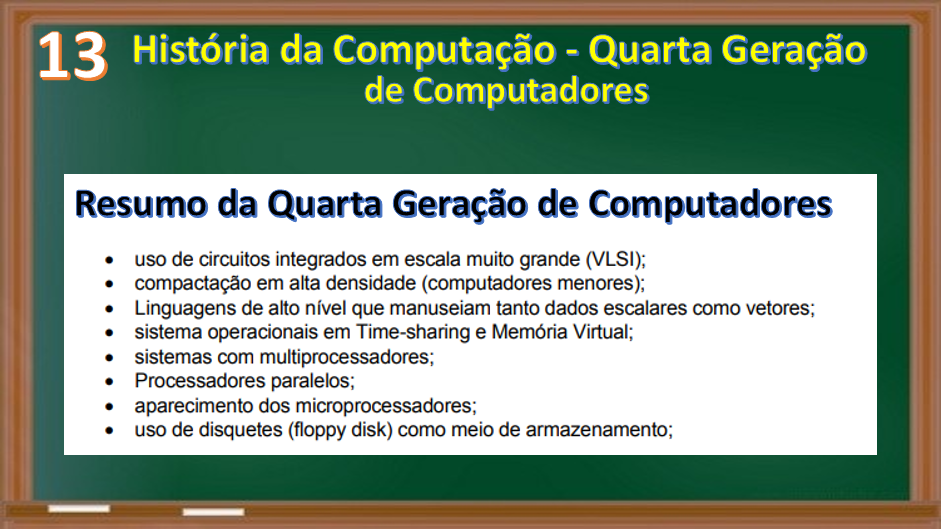 13
História da Computação - Quarta Geração
de Computadores
Resumo da Quarta Geração de Computadores
• uso de circuitos integrados em escala muito grande (VLSI);
• compactação em alta densidade (computadores menores);
• Linguagens de alto nível que manuseiam tanto dados escalares como vetores;
• sistema operacionais em Time-sharing e Memória Virtual;
• sistemas com multiprocessadores;
• Processadores paralelos;
• aparecimento dos microprocessadores;
• uso de disquetes (floppy disk) como meio de armazenamento;